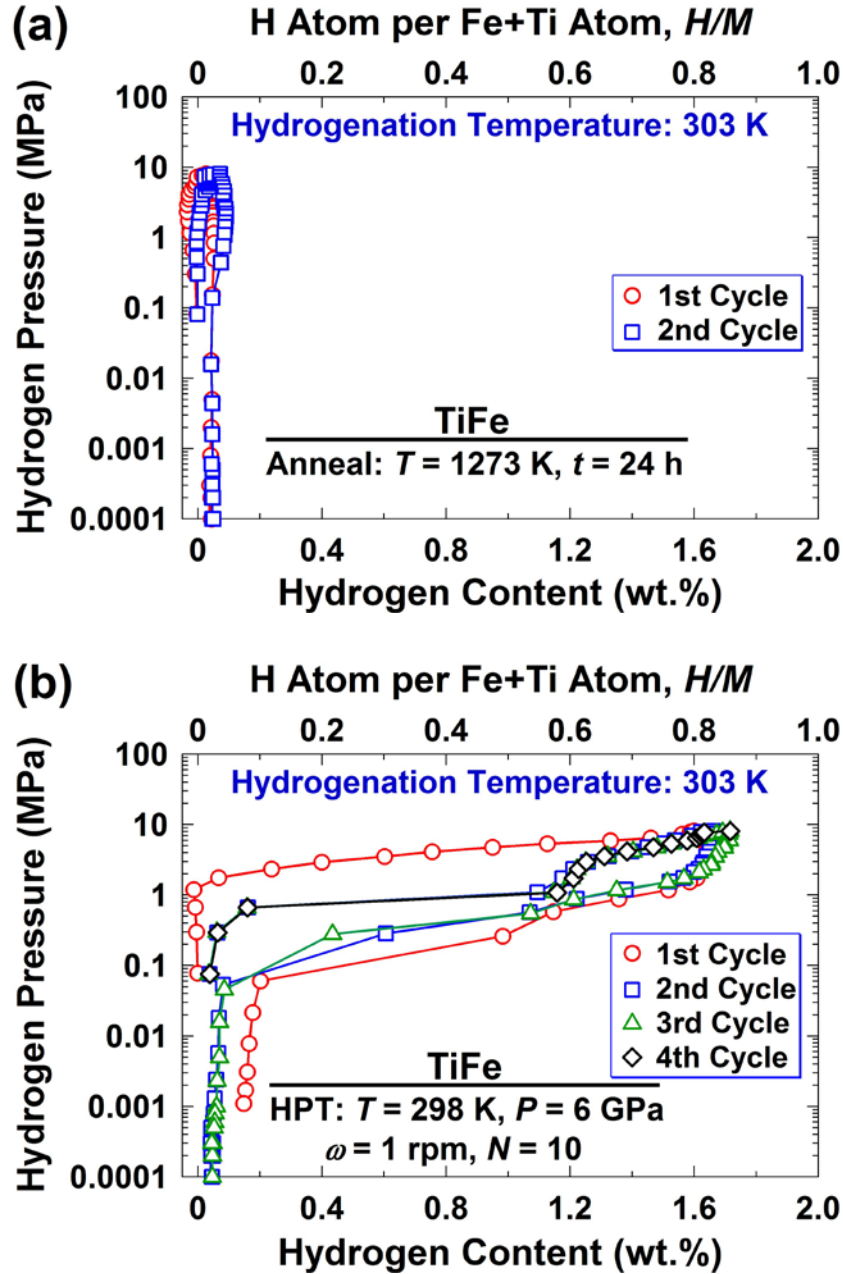 (a)
H Atom per Fe+Ti Atom, H/M
0 0.2 0.4 0.6 0.8 1.0
Hydrogen Pressure (MPa)
100
10
1
0.1
0.01
0.001
0.0001
Hydrogenation Temperature: 303 K
1st Cycle
2nd Cycle
TiFe
Anneal: T = 1273 K, t = 24 h
0 0.4 0.8 1.2 1.6 2.0
Hydrogen Content (wt.%)
(b)
H Atom per Fe+Ti Atom, H/M
0 0.2 0.4 0.6 0.8 1.0
Hydrogen Pressure (MPa)
100
10
1
0.1
0.01
0.001
0.0001
Hydrogenation Temperature: 303 K
1st Cycle
2nd Cycle
3rd Cycle
4th Cycle
TiFe
HPT: T = 298 K, P = 6 GPa
ω = 1 rpm, N = 10
0 0.4 0.8 1.2 1.6 2.0
Hydrogen Content (wt.%)